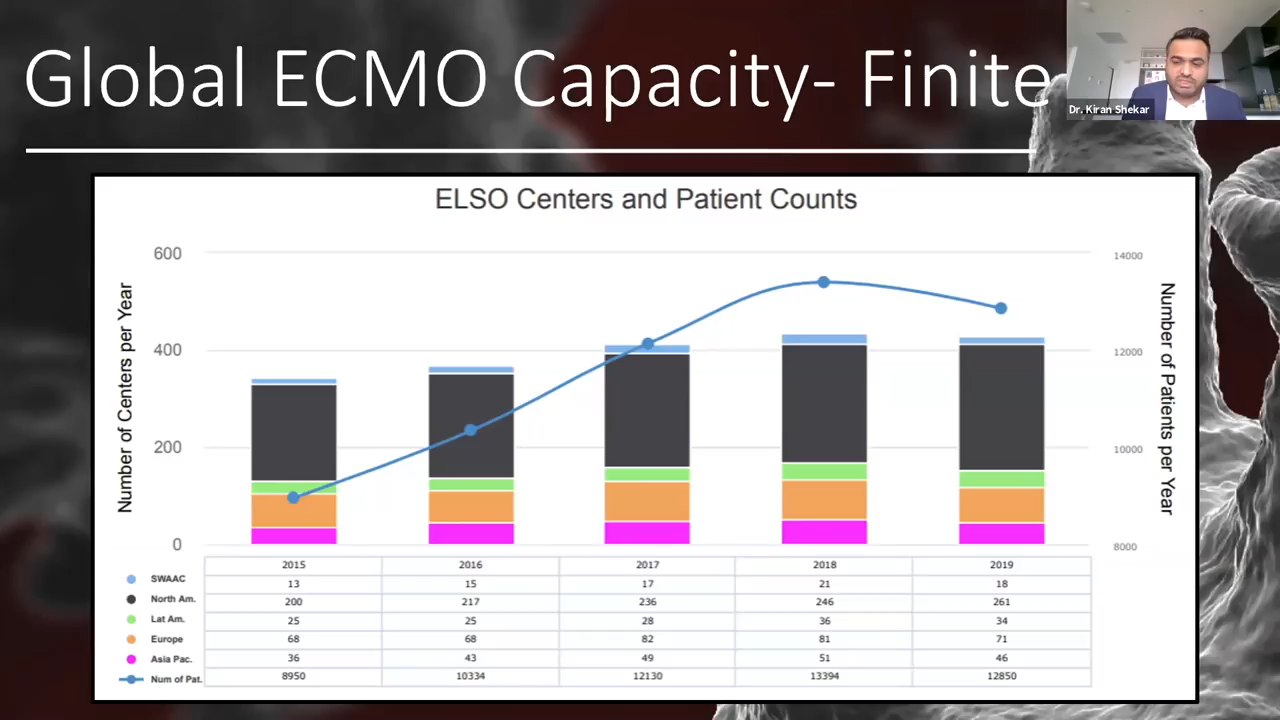 Global ECMO Capacity- Finite
Dr. Kiran Shekar
ELSO Centers and Patient Counts
Number of Centers per Year
600
400
200
0
14000
12000
10000
8000
Number of Patients per Year
2015 2016 2017 2018 2019
SWAAC 13 15 17 21 18
North Am. 200 217 236 246 261
Lat Am. 25 25 28 36 34
Europe 68 68 82 81 71
Asia Pac. 36 43 49 51 46
Num of Pat. 8950 10334 12130 13394 12850